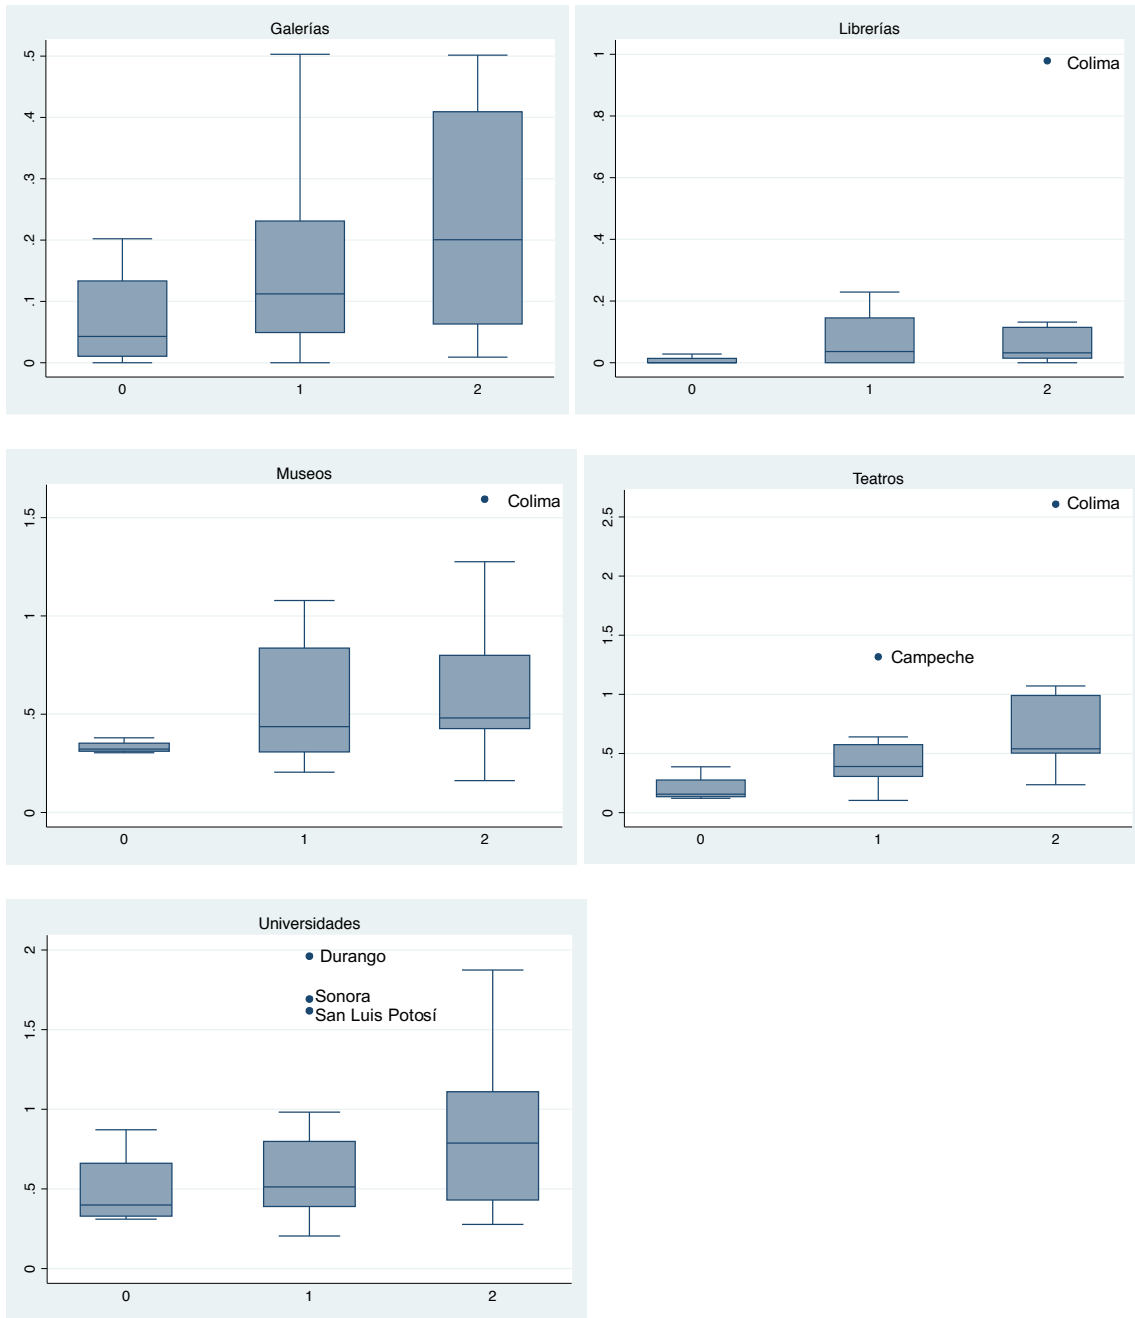 Galerías
.5
.4
.3
.2
.1
0
0 1 2
Librerías
1
.8
.6
.4
.2
0
Colima
0 1 2
Museos
1.5
1
.5
0
Colima
0 1 2
Teatros
2.5
2
1.5
1
.5
0
Colima
Campeche
0 1 2
Universidades
2
1.5
1
.5
0
Durango
Sonora
San Luis Potosí
0 1 2